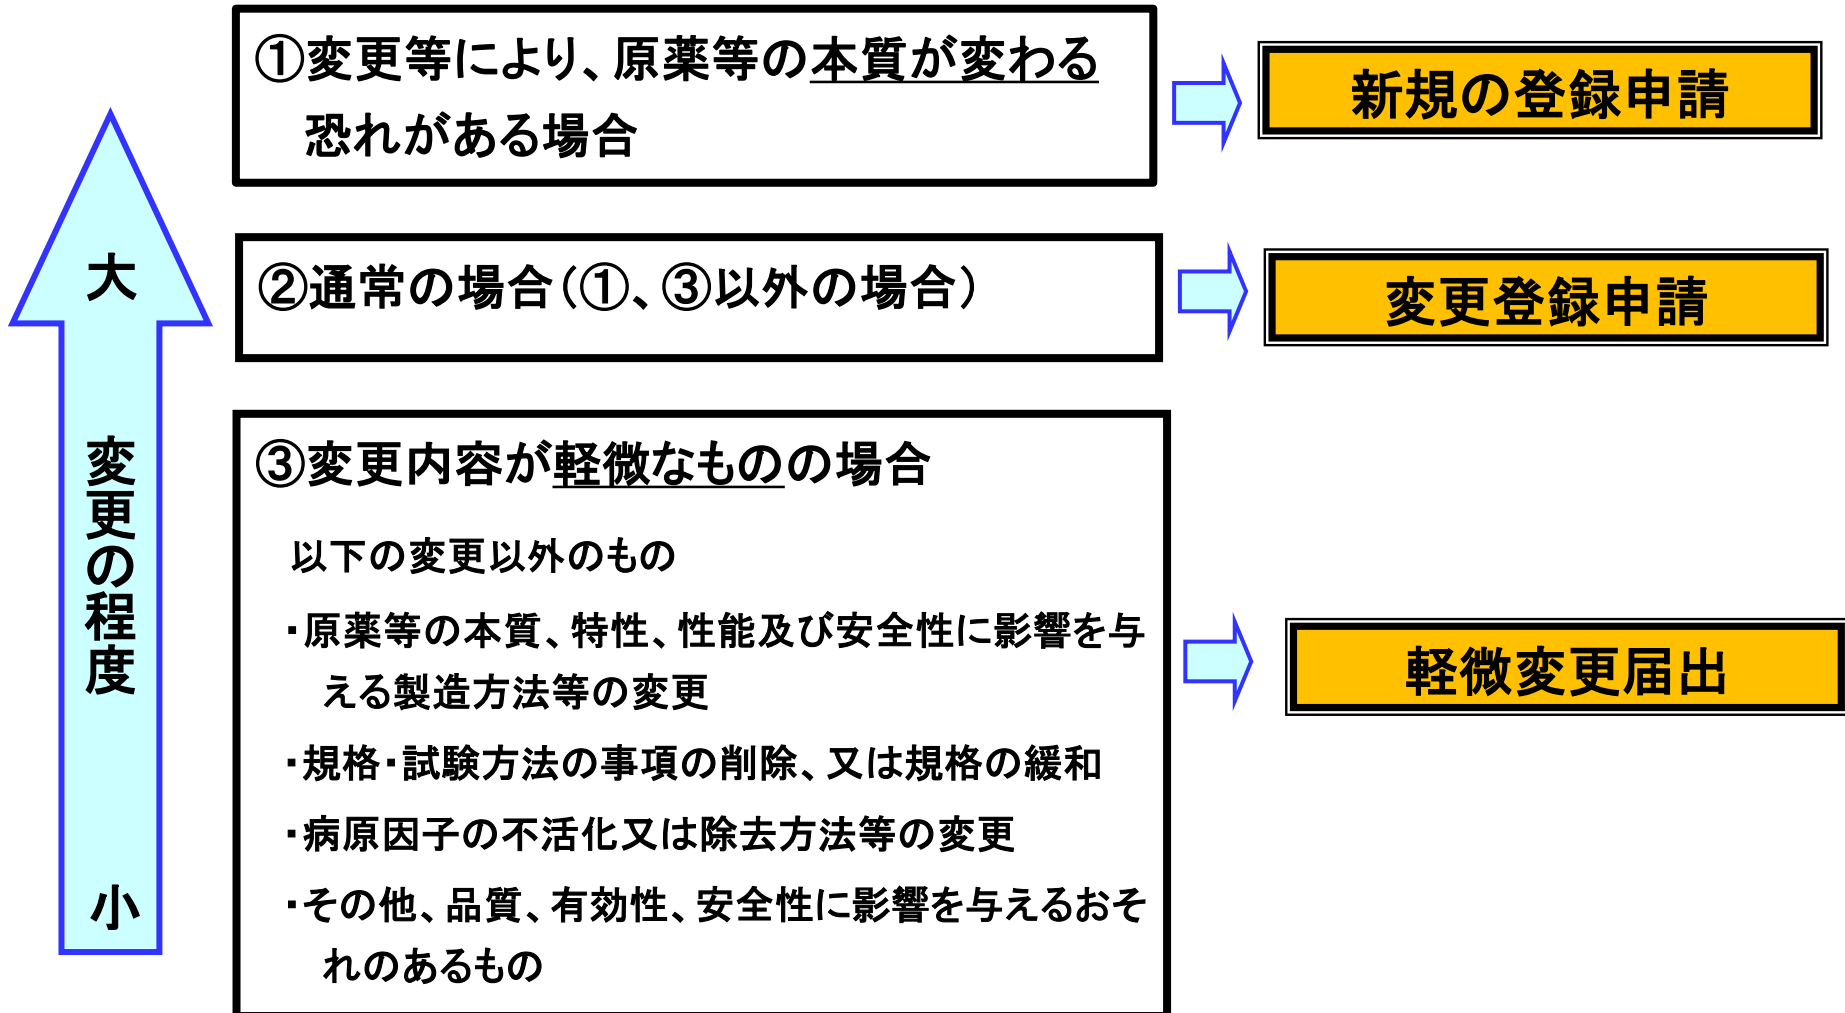 ①変更等により、原薬等の本質が変わる
恐れがある場合
新規の登録申請
②通常の場合(①、③以外の場合)
変更登録申請
大
変更の程度
小
③変更内容が軽微なものの場合
以下の変更以外のもの
・原薬等の本質、特性、性能及び安全性に影響を与
える製造方法等の変更
・規格・試験方法の事項の削除、又は規格の緩和
・病原因子の不活化又は除去方法等の変更
・その他、品質、有効性、安全性に影響を与えるおそ
れのあるもの
軽微変更届出